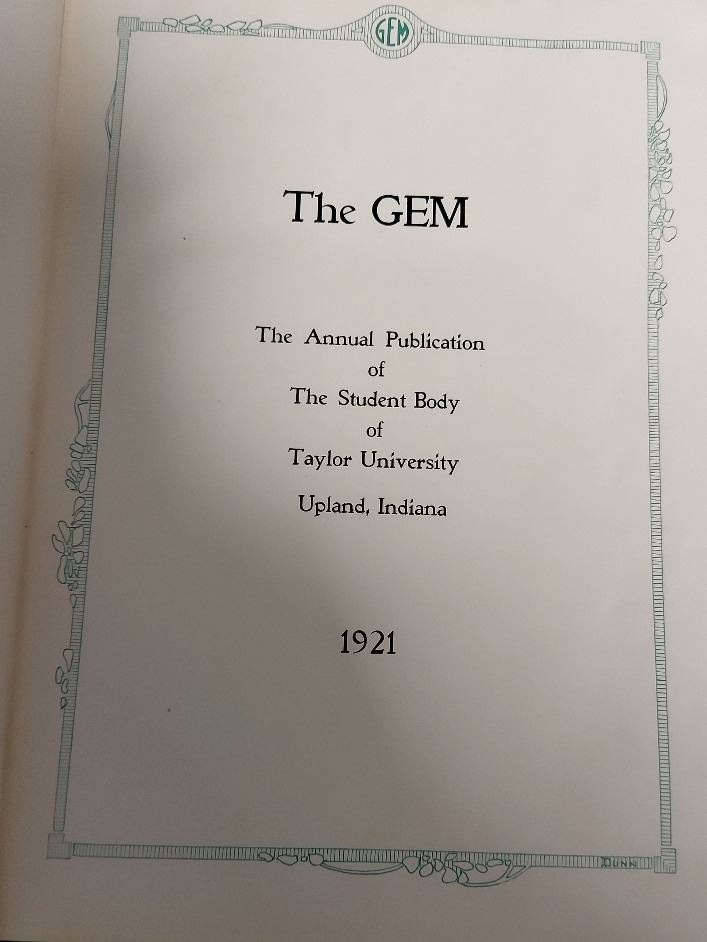 GEM
The GEM
The Annual Publication
of
The Student Body
of
Taylor University
Upland, Indiana
1921
DUNN